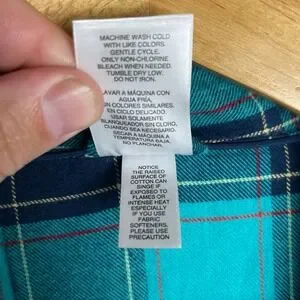 MACHINE WASH COLD
WITH LIKE COLORS.
GENTLE CYCLE.
ONLY NON-CHLORINE
BLEACH WHEN NEEDED.
TUMBLE DRY LOW.
DO NOT IRON.
LAVAR A MÁQUINA CON
AGUA FRÍA,
CON COLORES SIMILARES.
EN CICLO DELICADO.
USAR SOLAMENTE
BLANQUEADOR SIN CLORO,
CUANDO SEA NECESARIO.
SECAR A MÁQUINA A
TEMPERATURA BAJA.
NO PLANCHAR.
NOTICE
THE RAISED
SURFACE OF
COTTON CAN
SINGE IF
EXPOSED TO
FLAMES OR
INTENSE HEAT
ESPECIALLY
IF YOU USE
FABRIC
SOFTENERS,
PLEASE USE
PRECAUTION